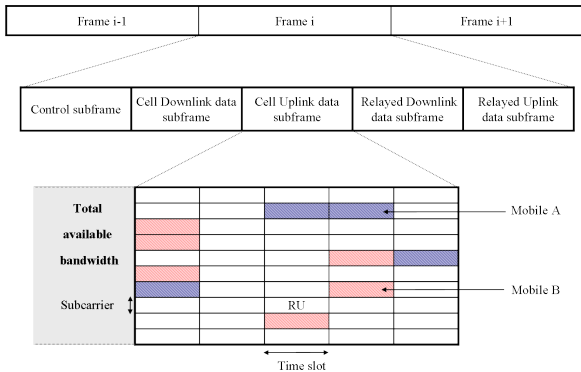 Frame i-1
Frame i
Frame i+1
Control subframe
Cell Downlink data
subframe
Cell Uplink data
subframe
Relayed Downlink
data subframe
Relayed Uplink
data subframe
Total
available
bandwidth
Subcarrier
Mobile A
Mobile B
RU
Time slot